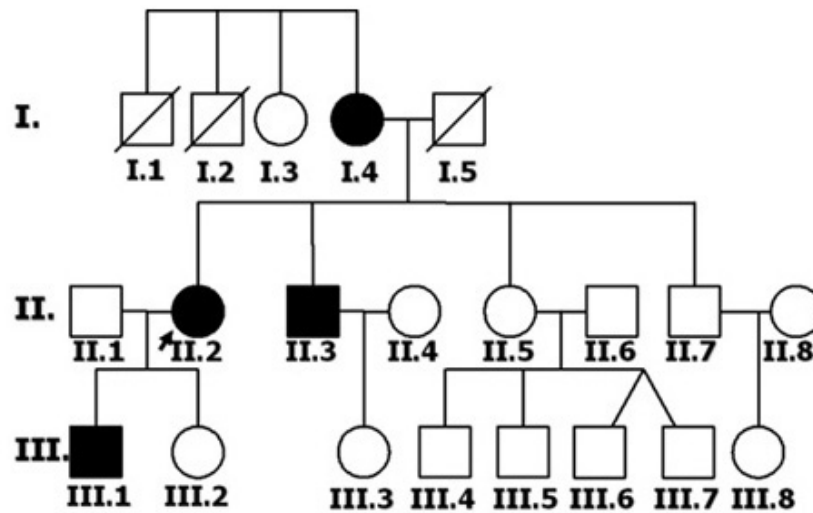 I.
I.1 I.2 I.3 I.4 I.5
II.
II.1 II.2 II.3 II.4 II.5 II.6 II.7 II.8
III.
III.1 III.2 III.3 III.4 III.5 III.6 III.7 III.8